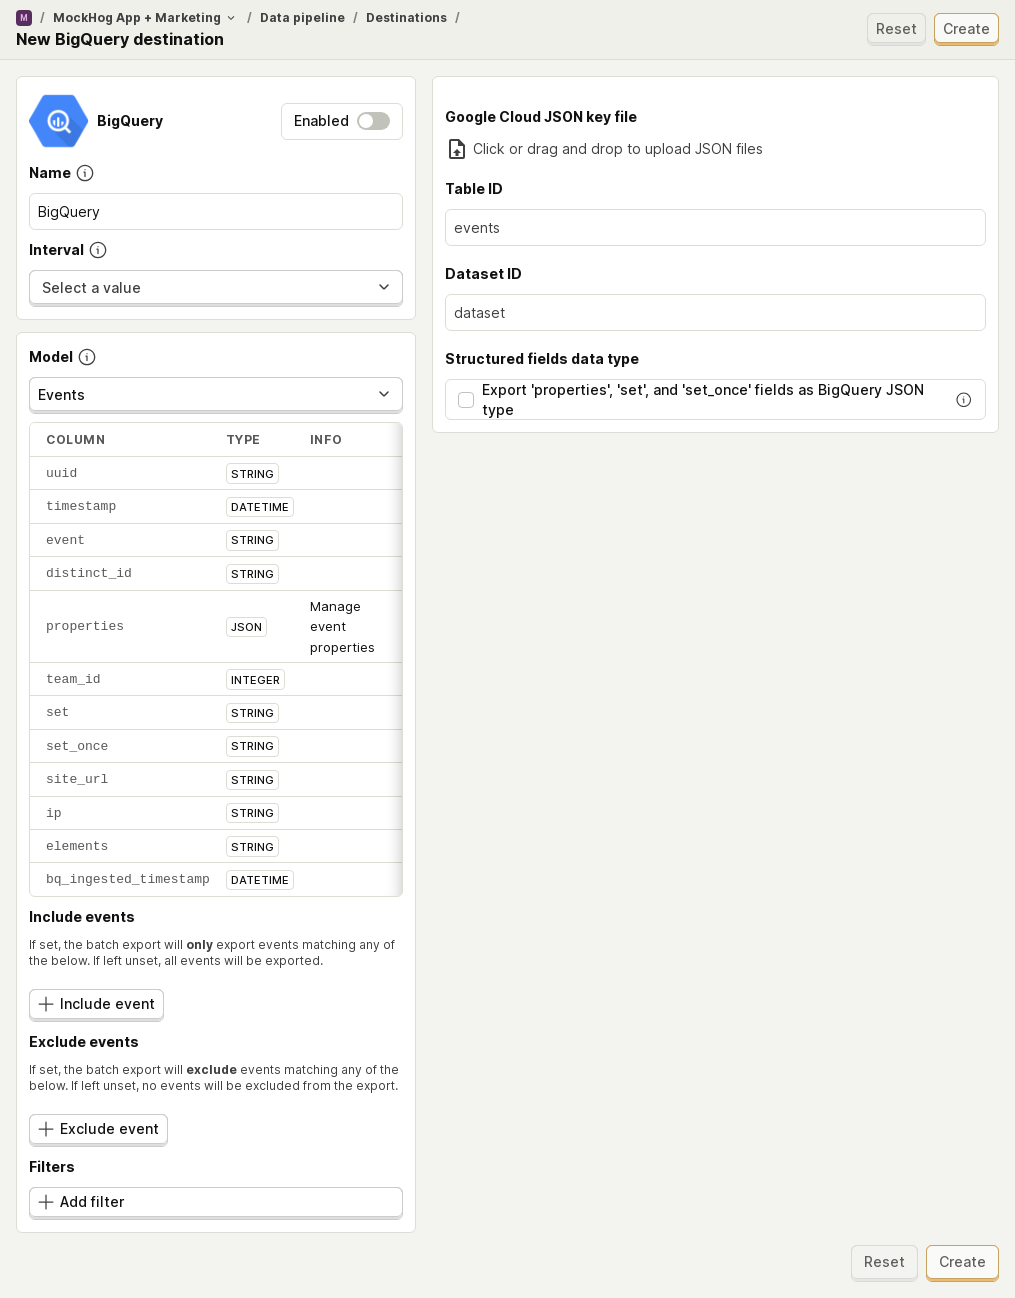 M / MockHog App + Marketing / Data pipeline / Destinations /
New BigQuery destination
Reset Create
BigQuery
Enabled
Name
BigQuery
Interval
Select a value
Model
Events
COLUMN TYPE INFO
uuid STRING
timestamp DATETIME
event STRING
distinct_id STRING
properties JSON Manage
event
properties
team_id INTEGER
set STRING
set_once STRING
site_url STRING
ip STRING
elements STRING
bq_ingested_timestamp DATETIME
Include events
If set, the batch export will only export events matching any of
the below. If left unset, all events will be exported.
Include event
Exclude events
If set, the batch export will exclude events matching any of the
below. If left unset, no events will be excluded from the export.
Exclude event
Filters
Add filter
Google Cloud JSON key file
Click or drag and drop to upload JSON files
Table ID
events
Dataset ID
dataset
Structured fields data type
Export 'properties', 'set', and 'set_once' fields as BigQuery JSON
type
Reset Create